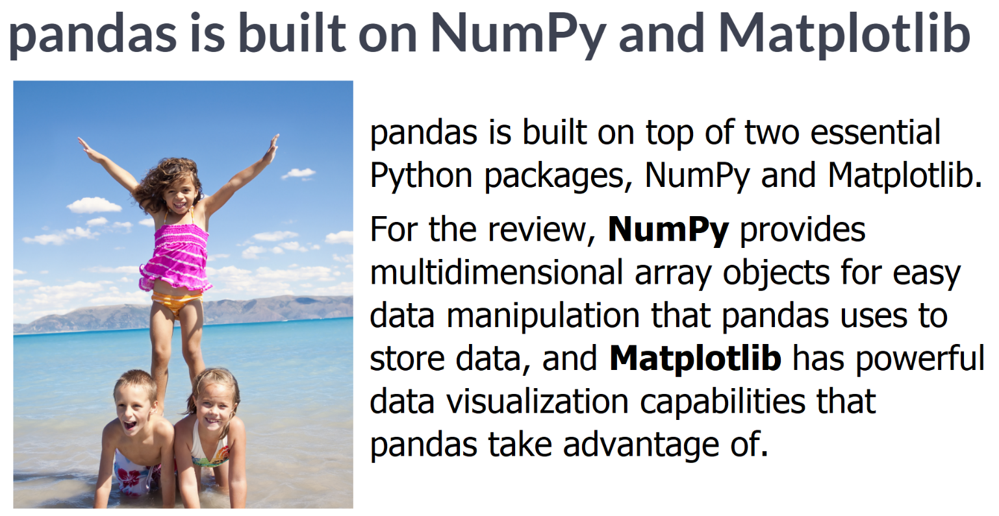 pandas is built on NumPy and Matplotlib
pandas is built on top of two essential
Python packages, NumPy and Matplotlib.
For the review, NumPy provides
multidimensional array objects for easy
data manipulation that pandas uses to
store data, and Matplotlib has powerful
data visualization capabilities that
pandas take advantage of.